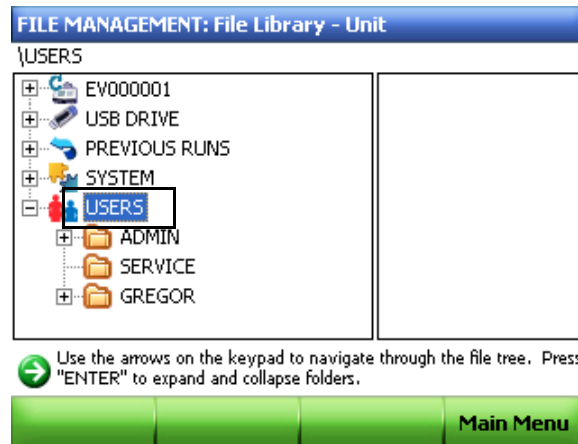 FILE MANAGEMENT: File Library - Unit
\USERS
EV000001
USB DRIVE
PREVIOUS RUNS
SYSTEM
USERS
ADMIN
SERVICE
GREGOR
Use the arrows on the keypad to navigate through the file tree. Press
"ENTER" to expand and collapse folders.
Main Menu